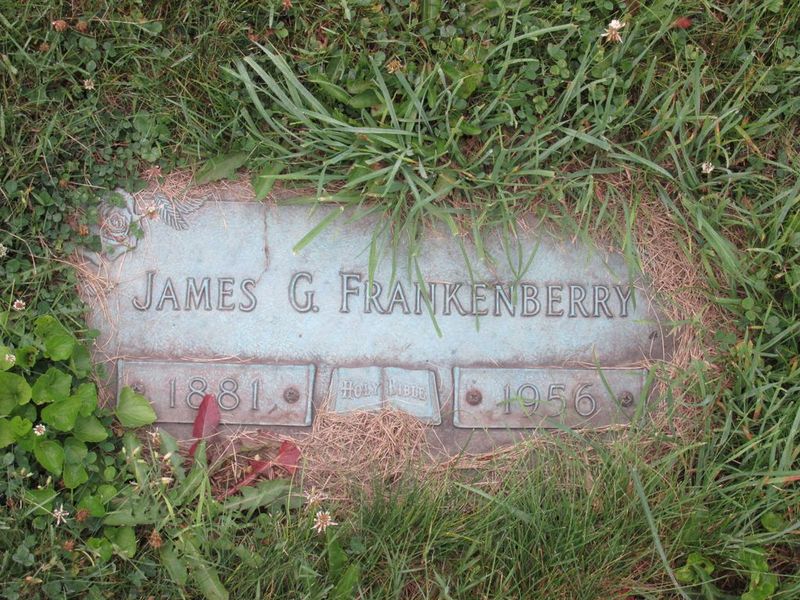 JAMES G. FRANKENBERRY
1881 HOLY BIBLE 1956